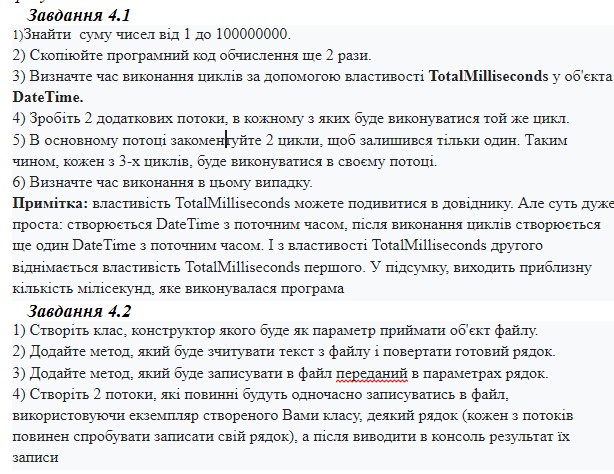 Завдання 4.1
1)Знайти суму чисел від 1 до 100000000.
2) Скопіюйте програмний код обчислення ще 2 рази.
3) Визначте час виконання циклів за допомогою властивості TotalMilliseconds у об'єкта
DateTime.
4) Зробіть 2 додаткових потоки, в кожному з яких буде виконуватися той же цикл.
5) В основному потоці закоментуйте 2 цикли, щоб залишився тільки один. Таким
чином, кожен з 3-х циклів, буде виконуватися в своєму потоці.
6) Визначте час виконання в цьому випадку.
Примітка: властивість TotalMilliseconds можете подивитися в довіднику. Але суть дуже
проста: створюється DateTime з поточним часом, після виконання циклів створюється
ще один DateTime з поточним часом. І з властивості TotalMilliseconds другого
віднімається властивість TotalMilliseconds першого. У підсумку, виходить приблизну
кількість мілісекунд, яке виконувалася програма
Завдання 4.2
1) Створіть клас, конструктор якого буде як параметр приймати об'єкт файлу.
2) Додайте метод, який буде зчитувати текст з файлу і повертати готовий рядок.
3) Додайте метод, який буде записувати в файл переданий в параметрах рядок.
4) Створіть 2 потоки, які повинні будуть одночасно записуватись в файл,
використовуючи екземпляр створеного Вами класу, деякий рядок (кожен з потоків
повинен спробувати записати свій рядок), а після виводити в консоль результат їх
записи